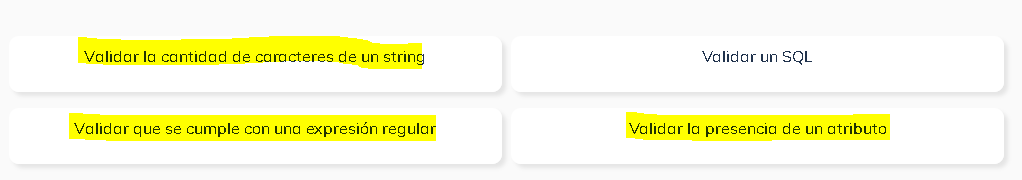 Validar la cantidad de caracteres de un string
Validar un SQL
Validar que se cumple con una expresión regular
Validar la presencia de un atributo